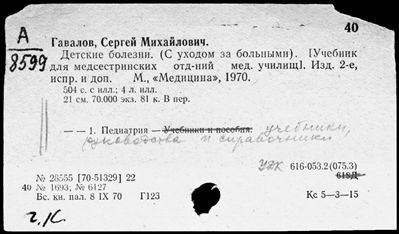 40
А
8599
Гавалов, Сергей Михайлович.
Детские болезни. (С уходом за больными). [Учебник
для медсестринских отд-ний мед. училищ]. Изд. 2-е,
испр. и доп. М., «Медицина», 1970.
504 с. с илл.; 4 л. илл.
21 см. 70.000 экз. 81 к. В пер.
— — 1. Педиатрия — Учебники и пособия. учебники,
руководства и справочники
УДК 616-053.2(075.3)
618Д
№ 28555 [70-51329] 22
40 № 1693; № 6127
Вс. кн. пал. 8 IX 70 Г123
Кс 5—3—15
г. К.